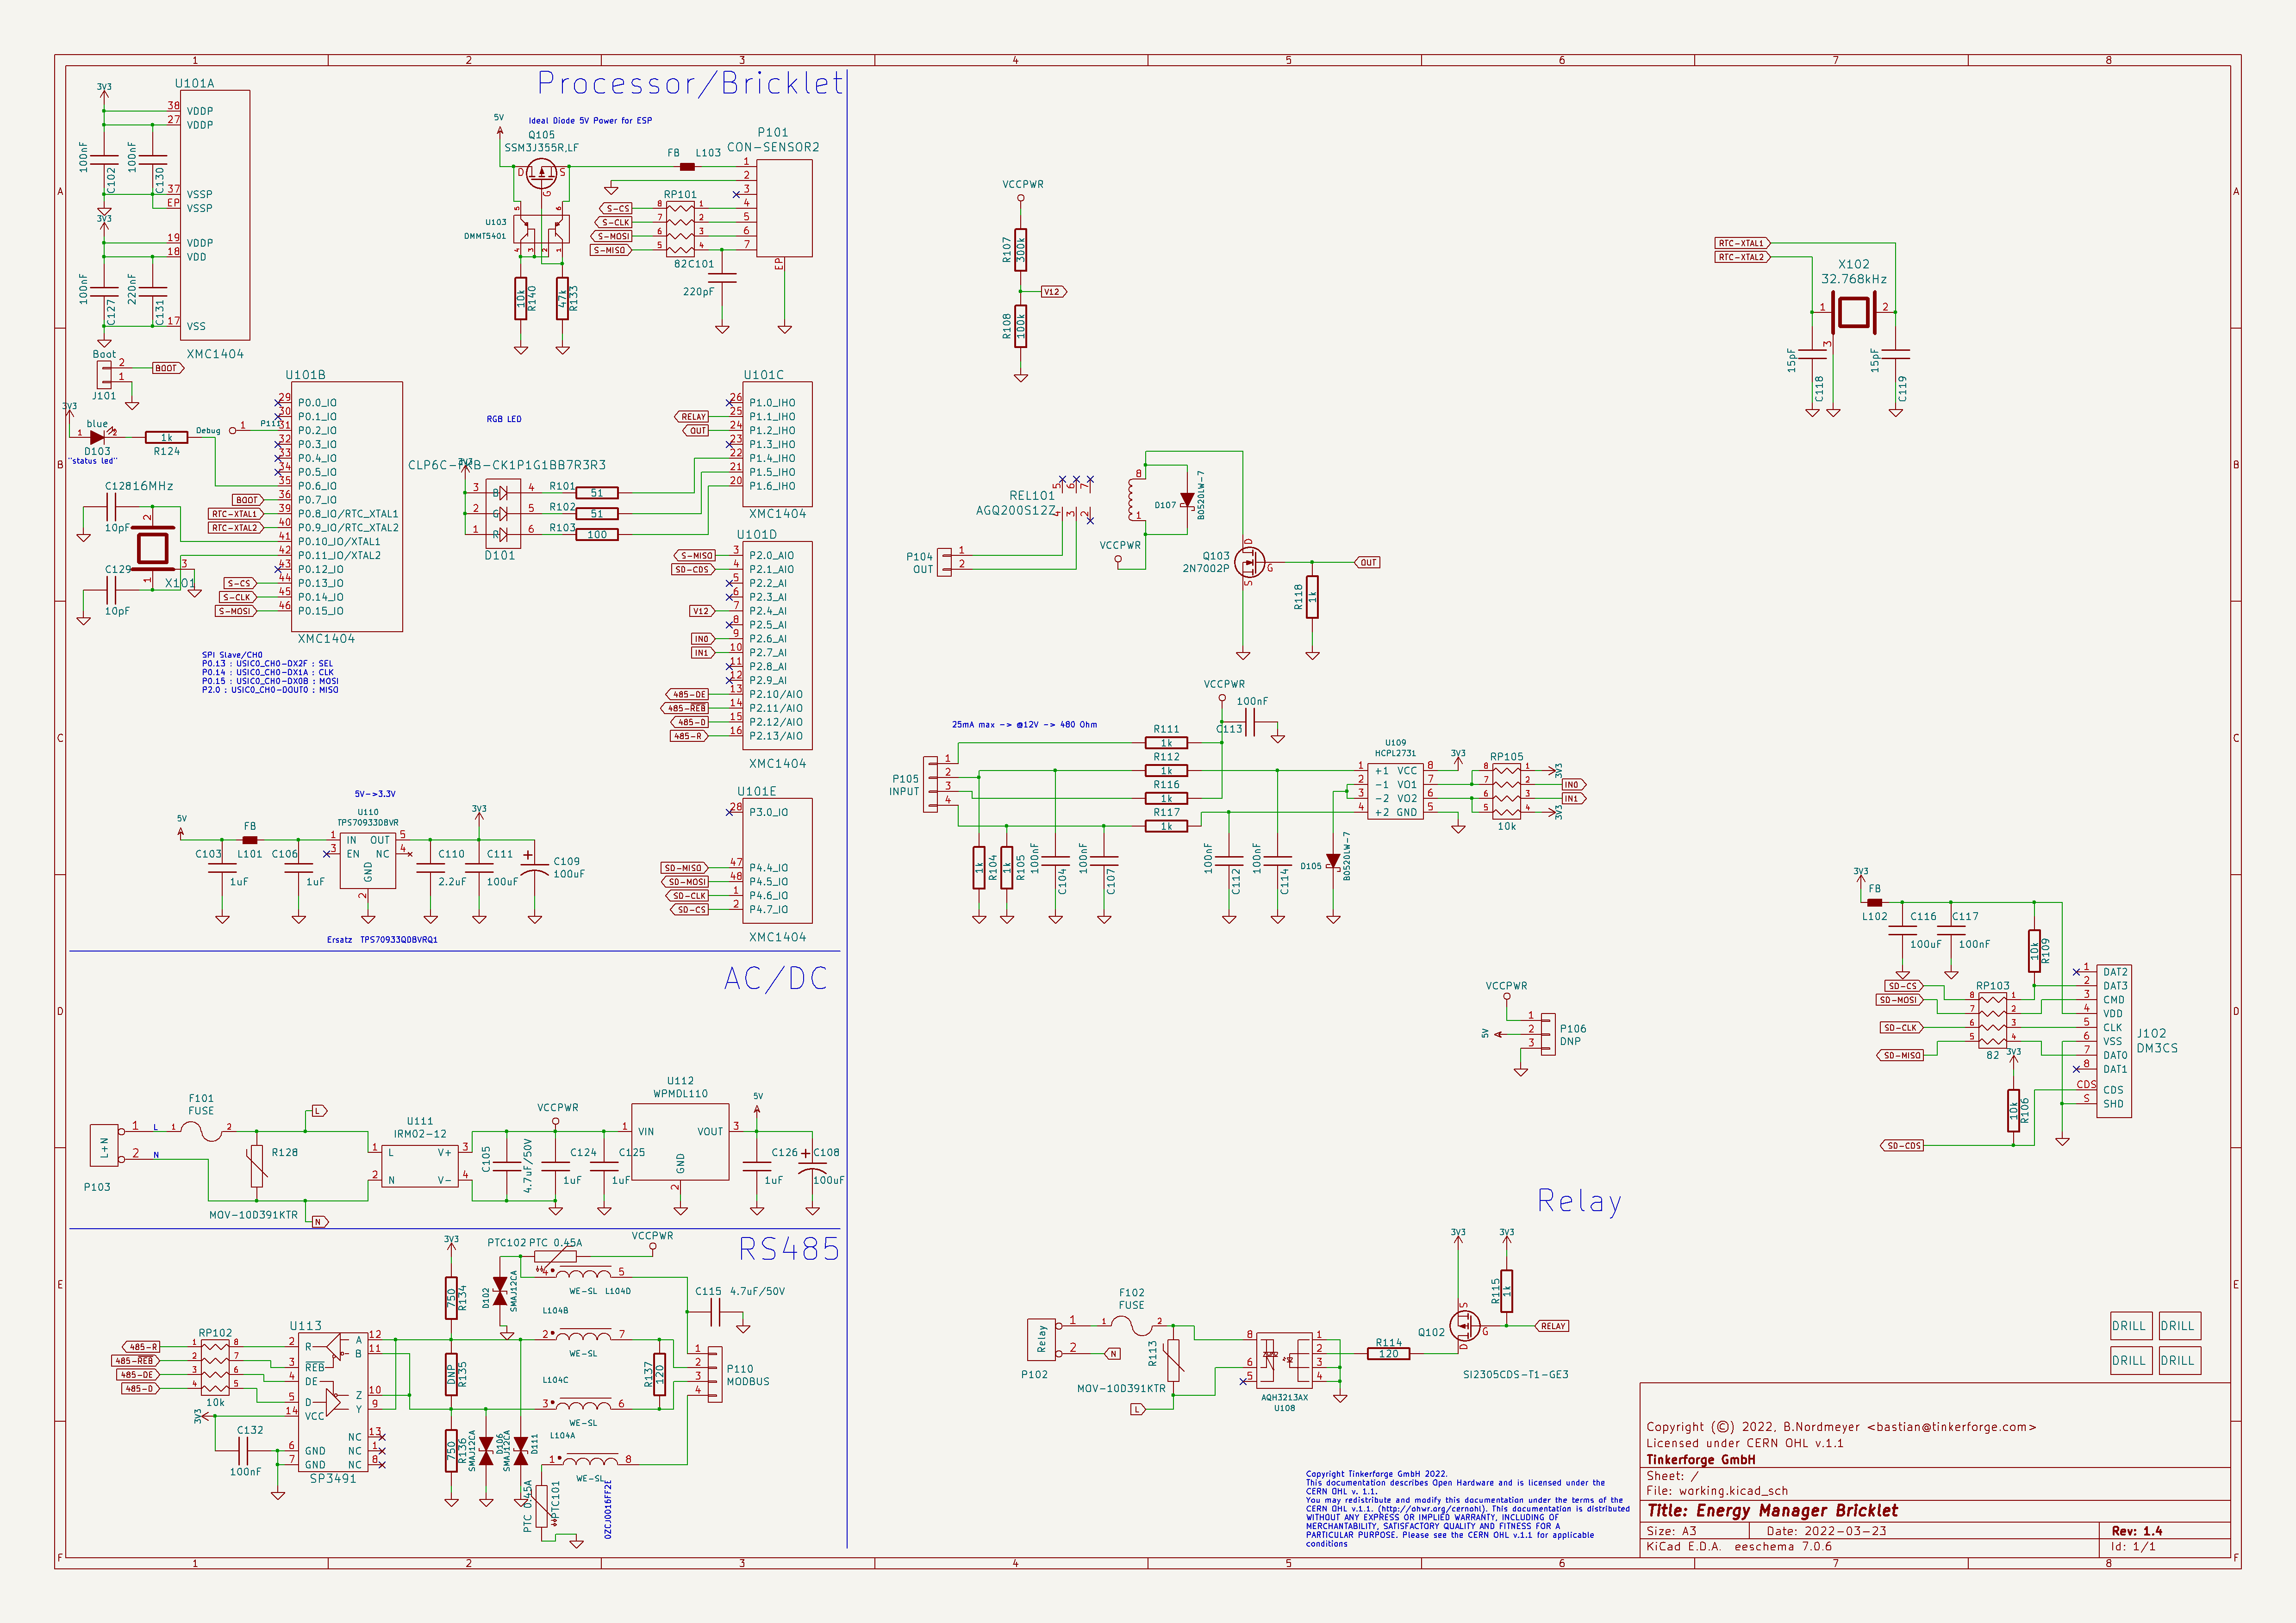 Processor/Bricklet
U101A
3V3
38 VDDP
27 VDDP
100nF C102
100nF C130
37 VSSP
EP VSSP
3V3
19 VDDP
18 VDD
100nF C127
220nF C131
17 VSS
XMC1404
Boot
2 BOOT
1
J101
5V
Ideal Diode 5V Power for ESP
Q105
SSM3J355R,LF
D S
G
U103
DMMT5401
10k R140
47k R133
FB L103
P101
CON-SENSOR2
1
2
3
4
5
6
7
EP
RP101
S-CS 8 1
S-CLK 7 2
S-MOSI 6 3
S-MISO 5 4
82
C101
220pF
U101B
29 P0.0_IO
30 P0.1_IO
31 P0.2_IO
32 P0.3_IO
33 P0.4_IO
34 P0.5_IO
35 P0.6_IO
36 P0.7_IO
39 P0.8_IO/RTC_XTAL1
40 P0.9_IO/RTC_XTAL2
41 P0.10_IO/XTAL1
42 P0.11_IO/XTAL2
43 P0.12_IO
44 P0.13_IO
45 P0.14_IO
46 P0.15_IO
XMC1404
3V3
blue
1 2
D103
"status led"
1k
R124
Debug 1 P111
BOOT
RTC-XTAL1
RTC-XTAL2
S-CS
S-CLK
S-MOSI
C128 16MHz
10pF
2
3
1
C129 X101
10pF
SPI Slave/CH0
P0.13 : USIC0_CH0-DX2F : SEL
P0.14 : USIC0_CH0-DX1A : CLK
P0.15 : USIC0_CH0-DX0B : MOSI
P2.0 : USIC0_CH0-DOUT0 : MISO
RGB LED
3V3
3 B 4
2 G 5
1 R 6
D101
R101 51
R102 51
R103 100
U101C
26 P1.0_IHO
RELAY 25 P1.1_IHO
OUT 24 P1.2_IHO
23 P1.3_IHO
22 P1.4_IHO
21 P1.5_IHO
20 P1.6_IHO
XMC1404
U101D
S-MISO 3 P2.0_AIO
SD-CDS 4 P2.1_AIO
5 P2.2_AI
6 P2.3_AI
V12 7 P2.4_AI
8 P2.5_AI
IN0 9 P2.6_AI
IN1 10 P2.7_AI
11 P2.8_AI
12 P2.9_AI
485-DE 13 P2.10/AIO
485-REB 14 P2.11/AIO
485-D 15 P2.12/AIO
485-R 16 P2.13/AIO
XMC1404
U101E
28 P3.0_IO
SD-MISO 47 P4.4_IO
SD-MOSI 48 P4.5_IO
SD-CLK 1 P4.6_IO
SD-CS 2 P4.7_IO
XMC1404
5V->3.3V
U110
TPS70933DBVR
5V
FB
L101
C103 1uF
C106 1uF
1 IN OUT 5
3 EN NC 4
GND
2
3V3
C110 2.2uF
C111 100uF
C109
100uF
Ersatz TPS70933QDBVRQ1
AC/DC
F101
FUSE
L+N
1 L 1 2
2 N
P103
L
R128
MOV-10D391KTR
N
U111
IRM02-12
1 L V+ 3
2 N V- 4
C105 4.7uF/50V
VCCPWR
C124 1uF
C125 1uF
U112
WPMDL110
1 VIN VOUT 3
GND
2
5V
C126 1uF
C108 100uF
RS485
RP102
485-R 1 8
485-REB 2 7
485-DE 3 6
485-D 4 5
10k
3V3
C132
100nF
U113
2 R A 12
3 REB B 11
4 DE
5 D Z 10
14 VCC Y 9
NC 13
6 GND NC 1
7 GND NC 8
SP3491
3V3
750 R134
DNP R135
750 R136
PTC102 PTC 0.45A
VCCPWR
D102 SMAJ12CA
4 5
WE-SL L104D
L104B
2 7
WE-SL
L104C
3 6
WE-SL
L104A
1 8
WE-SL
D106 SMAJ12CA
SMAJ12CA D111
PTC 0.45A PTC101
0ZCJ0016FF2E
R137 120
C115 4.7uF/50V
1
2
3
4
P110
MODBUS
VCCPWR
R107 300k
V12
R108 100k
RTC-XTAL1
RTC-XTAL2
X102
32.768kHz
1 2
3
15pF C118
15pF C119
REL101
AGQ200S12Z
5 6 7
4 3 2
8
1
D107 B0520LW-7
P104
OUT
1
2
VCCPWR
Q103
2N7002P
D
G
S
OUT
R118 1k
VCCPWR
100nF
C113
25mA max -> @12V -> 480 Ohm
P105
INPUT
1
2
3
4
R111 1k
R112 1k
R116 1k
R117 1k
1k R104
1k R105
100nF C104
100nF C107
100nF C112
100nF C114
D105 B0520LW-7
U109
HCPL2731
1 +1 VCC 8
2 -1 VO1 7
3 -2 VO2 6
4 +2 GND 5
3V3
RP105
8 1 3V3
7 2 IN0
6 3 IN1
5 4 3V3
10k
VCCPWR
5V
1
2
3
P106
DNP
3V3
FB
L102
C116 100uF
C117 100nF
10k R109
RP103
SD-CS 8 1
SD-MOSI 7 2
SD-CLK 6 3
SD-MISO 5 4
82
3V3
10k R106
SD-CDS
1 DAT2
2 DAT3
3 CMD
4 VDD
5 CLK
6 VSS
7 DAT0
8 DAT1
CDS CDS
S SHD
J102
DM3CS
Relay
F102
FUSE
Relay
1 1 2
2 N
P102
R113
MOV-10D391KTR
L
8 1
2
6 3
5 4
AQH3213AX
U108
R114
120
3V3
3V3
Q102
S
G
D
R115 1k
RELAY
SI2305CDS-T1-GE3
DRILL DRILL
DRILL DRILL
Copyright Tinkerforge GmbH 2022.
This documentation describes Open Hardware and is licensed under the
CERN OHL v. 1.1.
You may redistribute and modify this documentation under the terms of the
CERN OHL v.1.1. (http://ohwr.org/cernohl). This documentation is distributed
WITHOUT ANY EXPRESS OR IMPLIED WARRANTY, INCLUDING OF
MERCHANTABILITY, SATISFACTORY QUALITY AND FITNESS FOR A
PARTICULAR PURPOSE. Please see the CERN OHL v.1.1 for applicable
conditions
Copyright (©) 2022, B.Nordmeyer <bastian@tinkerforge.com>
Licensed under CERN OHL v.1.1
Tinkerforge GmbH
Sheet: /
File: working.kicad_sch
Title: Energy Manager Bricklet
Size: A3 Date: 2022-03-23 Rev: 1.4
KiCad E.D.A. eeschema 7.0.6 Id: 1/1
1 2 3 4 5 6 7 8
A B C D E F